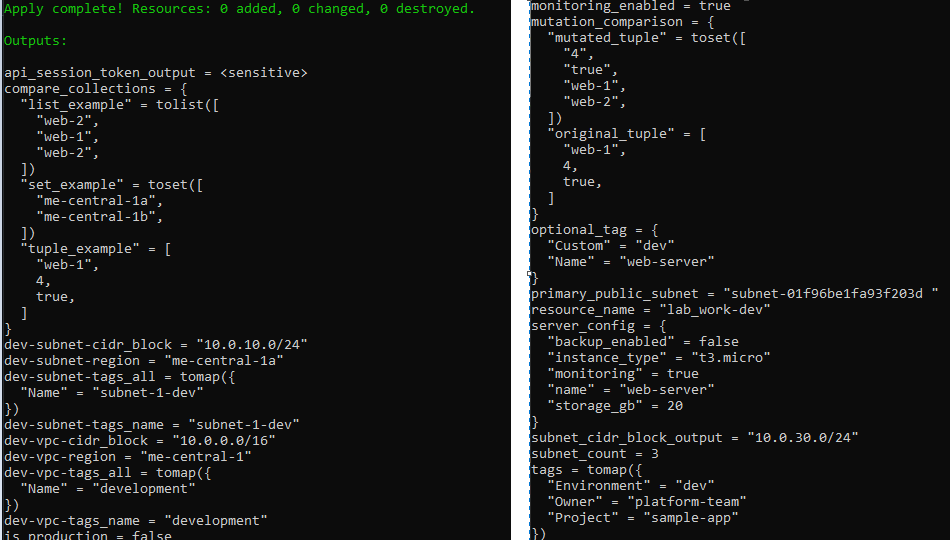 Apply complete! Resources: 0 added, 0 changed, 0 destroyed.
Outputs:
api_session_token_output = <sensitive>
compare_collections = {
  "list_example" = tolist([
    "web-2",
    "web-1",
    "web-2",
  ])
  "set_example" = toset([
    "me-central-1a",
    "me-central-1b",
  ])
  "tuple_example" = [
    "web-1",
    4,
    true,
  ]
}
dev-subnet-cidr_block = "10.0.10.0/24"
dev-subnet-region = "me-central-1a"
dev-subnet-tags_all = tomap({
  "Name" = "subnet-1-dev"
})
dev-subnet-tags_name = "subnet-1-dev"
dev-vpc-cidr_block = "10.0.0.0/16"
dev-vpc-region = "me-central-1"
dev-vpc-tags_all = tomap({
  "Name" = "development"
})
dev-vpc-tags_name = "development"
is_production = false
monitoring_enabled = true
mutation_comparison = {
  "mutated_tuple" = toset([
    "4",
    "true",
    "web-1",
    "web-2",
  ])
  "original_tuple" = [
    "web-1",
    4,
    true,
  ]
}
optional_tag = {
  "Custom" = "dev"
  "Name" = "web-server"
}
primary_public_subnet = "subnet-01f96be1fa93f203d "
resource_name = "lab_work-dev"
server_config = {
  "backup_enabled" = false
  "instance_type" = "t3.micro"
  "monitoring" = true
  "name" = "web-server"
  "storage_gb" = 20
}
subnet_cidr_block_output = "10.0.30.0/24"
subnet_count = 3
tags = tomap({
  "Environment" = "dev"
  "Owner" = "platform-team"
  "Project" = "sample-app"
})